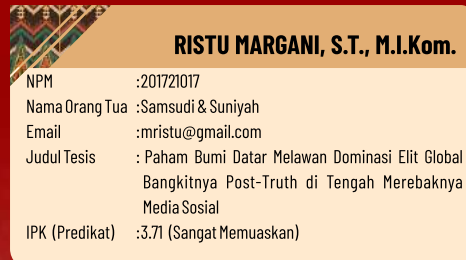 RISTU MARGANI, S.T., M.I.Kom.
NPM :201721017
Nama Orang Tua :Samsudi & Suniyah
Email :mristu@gmail.com
Judul Tesis : Paham Bumi Datar Melawan Dominasi Elit Global
Bangkitnya Post-Truth di Tengah Merebaknya
Media Sosial
IPK (Predikat) :3.71 (Sangat Memuaskan)